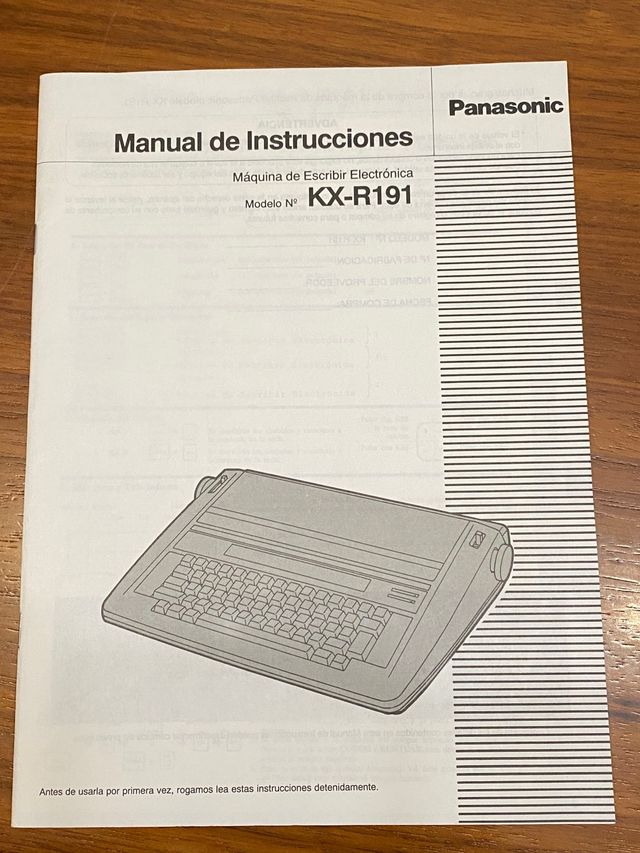 Panasonic
Manual de Instrucciones
Máquina de Escribir Electrónica
Modelo Nº KX-R191
Antes de usarla por primera vez, rogamos lea estas instrucciones detenidamente.